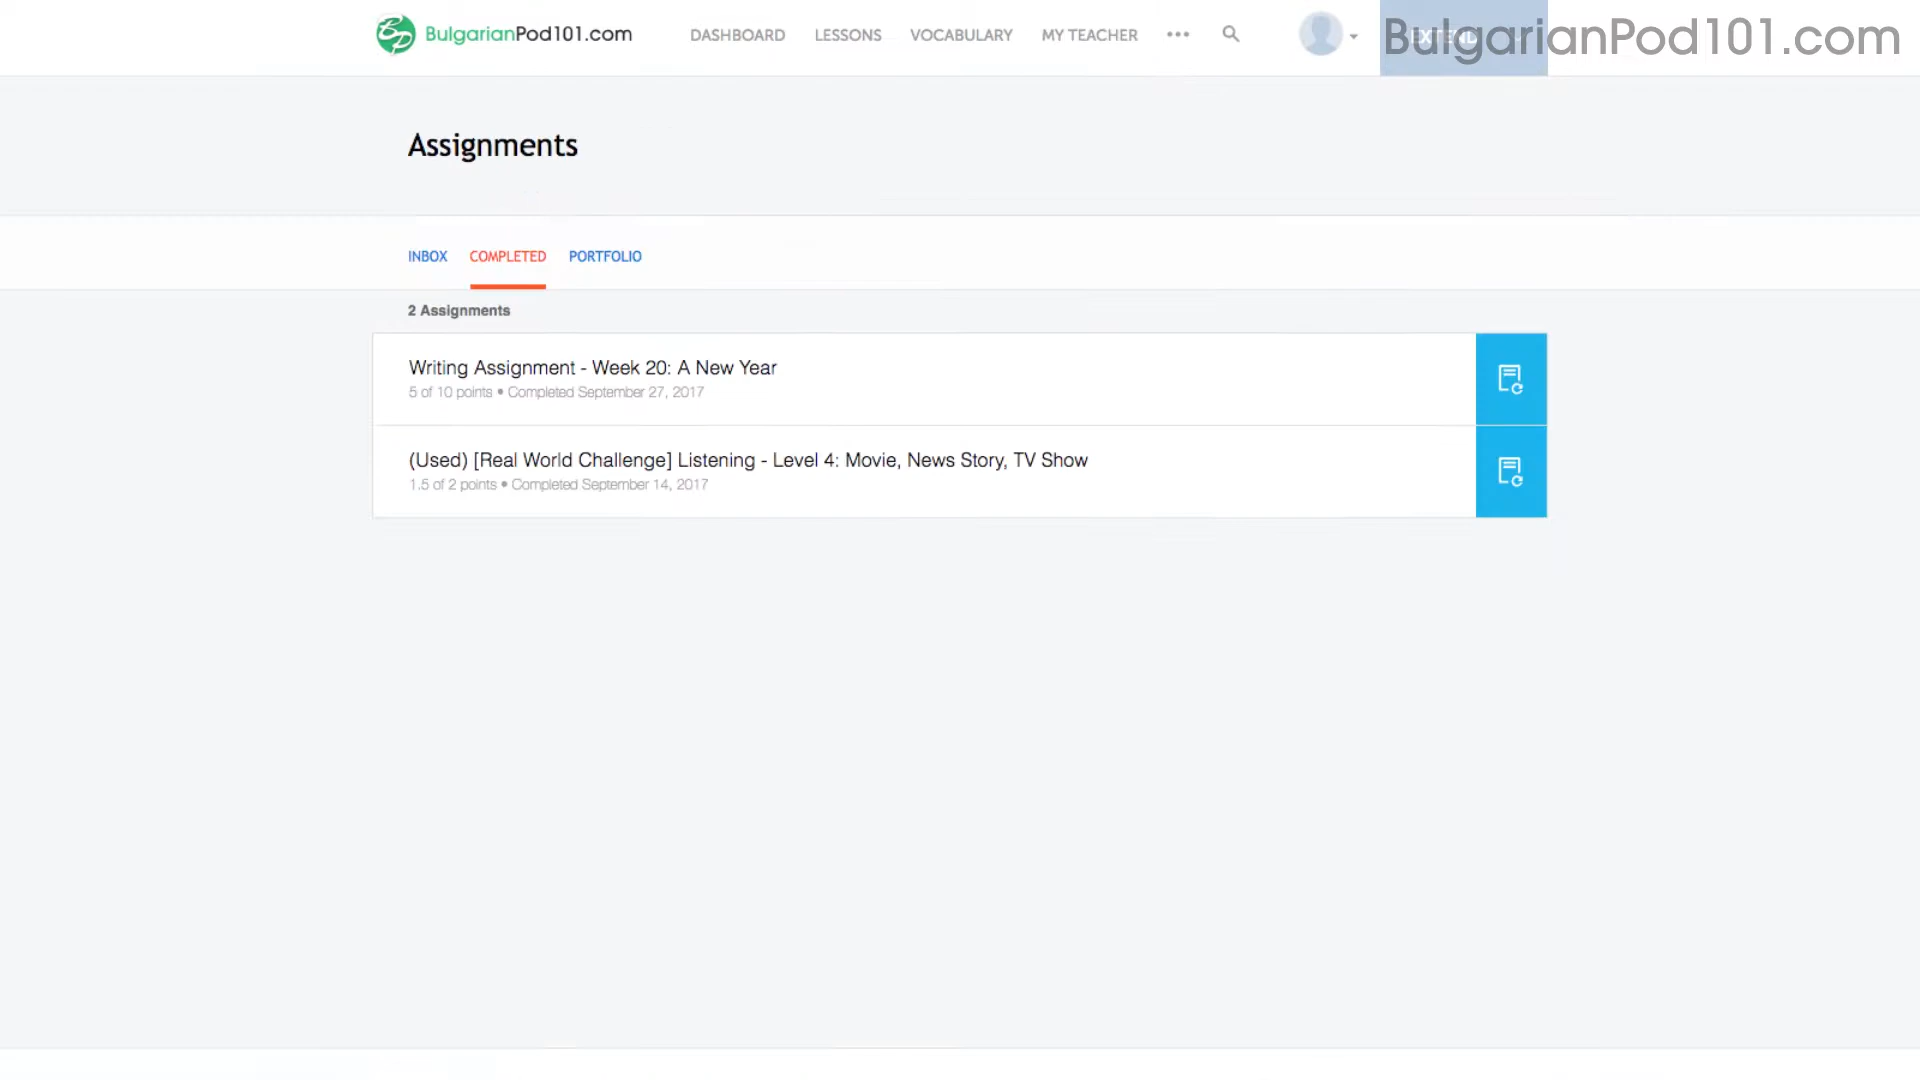 BulgarianPod101.com
DASHBOARD
LESSONS
VOCABULARY
MY TEACHER
EXTEND
BulgarianPod101.com
Assignments
INBOX
COMPLETED
PORTFOLIO
2 Assignments
Writing Assignment - Week 20: A New Year
5 of 10 points • Completed September 27, 2017
(Used) [Real World Challenge] Listening - Level 4: Movie, News Story, TV Show
1.5 of 2 points • Completed September 14, 2017